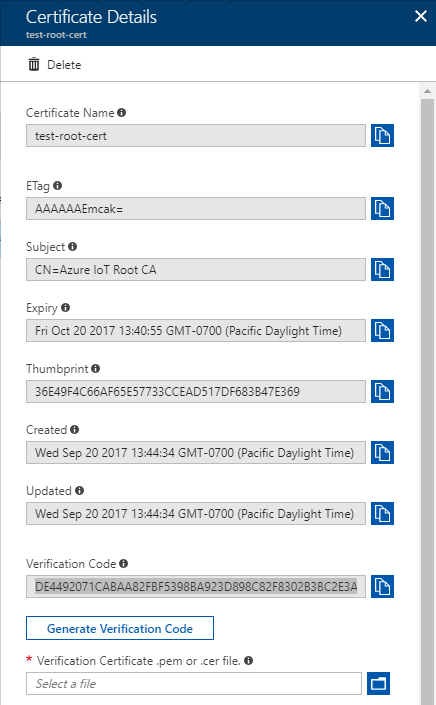 Certificate Details
test-root-cert
Delete
Certificate Name
test-root-cert
ETag
AAAAAAEmcak=
Subject
CN=Azure IoT Root CA
Expiry
Fri Oct 20 2017 13:40:55 GMT-0700 (Pacific Daylight Time)
Thumbprint
36E49F4C66AF65E57733CCEAD517DF683B47E369
Created
Wed Sep 20 2017 13:44:34 GMT-0700 (Pacific Daylight Time)
Updated
Wed Sep 20 2017 13:44:34 GMT-0700 (Pacific Daylight Time)
Verification Code
DE4492071CABAA82FBF5398BA923D898C82F8302B3BC2E3A
Generate Verification Code
* Verification Certificate .pem or .cer file.
Select a file